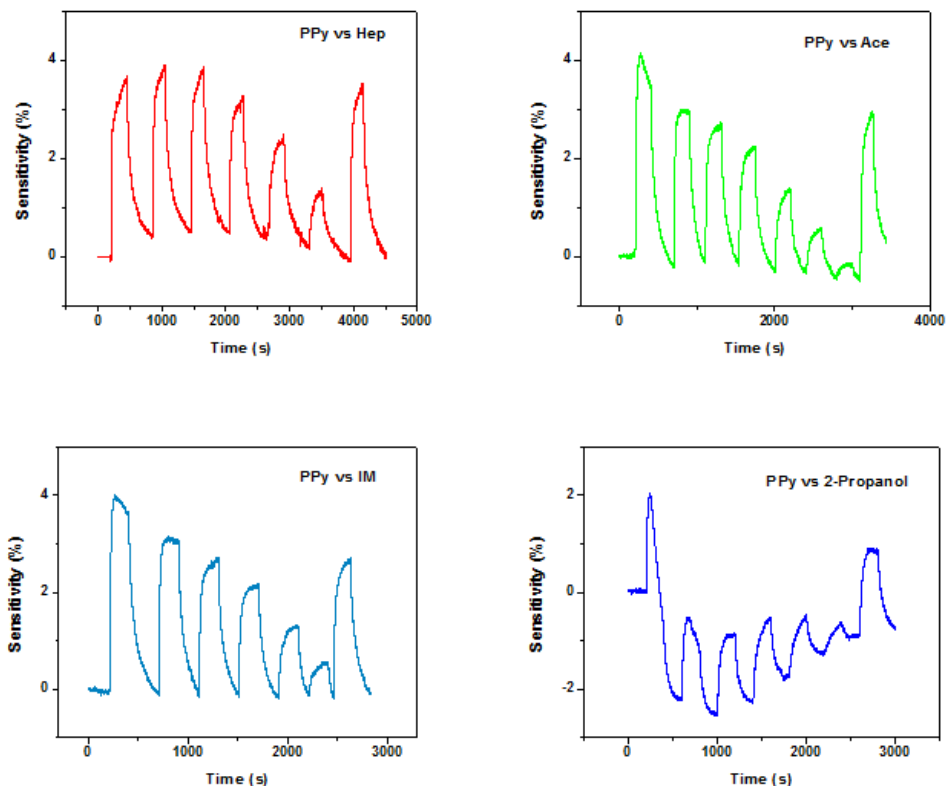 PPy vs Hep
4
2
0
Sensitivity (%)
0 1000 2000 3000 4000 5000
Time (s)
PPy vs Ace
4
2
0
Sensitivity (%)
0 2000 4000
Time (s)
PPy vs IM
4
2
0
Sensitivity (%)
0 1000 2000 3000
Time (s)
PPy vs 2-Propanol
2
0
-2
Sensitivity (%)
0 1000 2000 3000
Time (s)